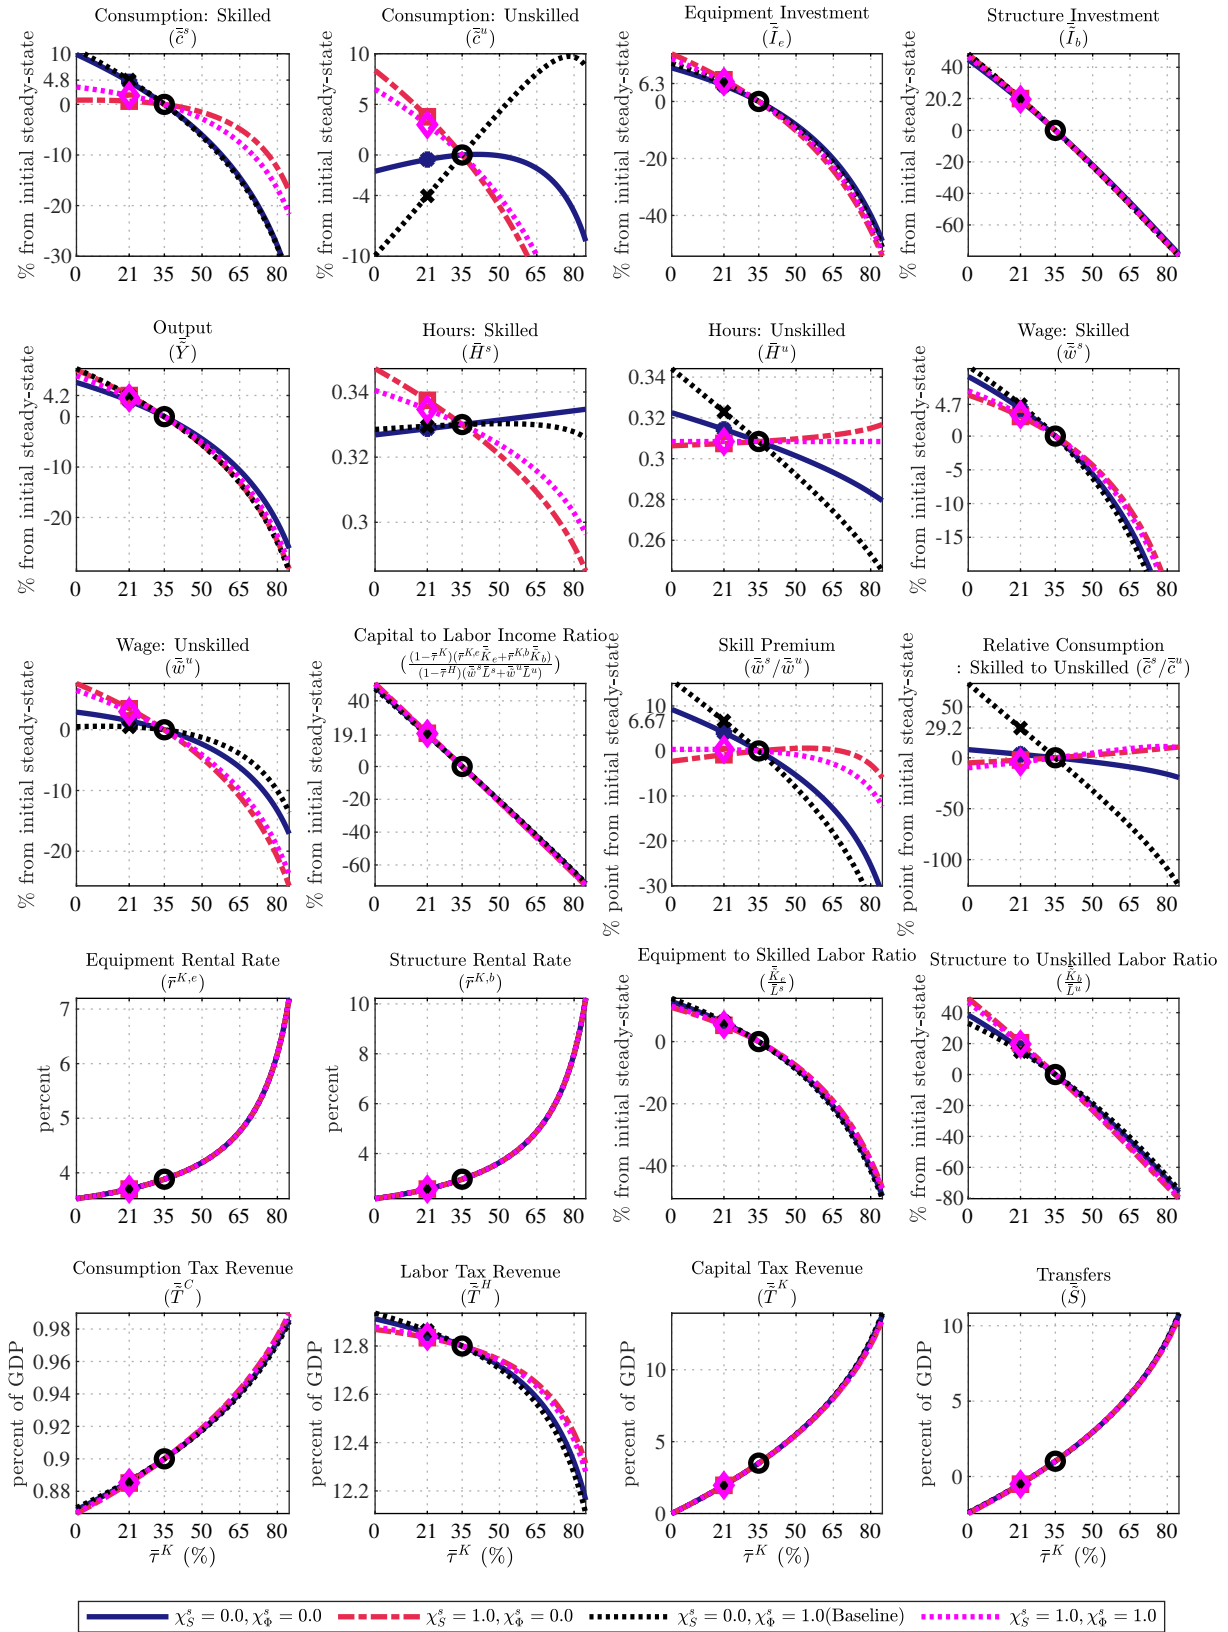 Consumption: Skilled
(c̃̄ˢ)
% from initial steady-state
10
4.8
0
-10
-20
-30
0 21 35 50 65 80
Consumption: Unskilled
(c̃̄ᵘ)
% from initial steady-state
10
5
0
-4
-10
0 21 35 50 65 80
Equipment Investment
(Ĩ̄ₑ)
% from initial steady-state
6.3
0
-20
-40
0 21 35 50 65 80
Structure Investment
(Ĩ̄_b)
% from initial steady-state
40
20.2
0
-20
-40
-60
0 21 35 50 65 80
Output
(Ỹ̄)
% from initial steady-state
4.2
0
-10
-20
0 21 35 50 65 80
Hours: Skilled
(H̄ˢ)
0.34
0.32
0.3
0 21 35 50 65 80
Hours: Unskilled
(H̄ᵘ)
0.34
0.32
0.3
0.28
0.26
0 21 35 50 65 80
Wage: Skilled
(w̃̄ˢ)
% from initial steady-state
4.7
0
-5
-10
-15
0 21 35 50 65 80
Wage: Unskilled
(w̃̄ᵘ)
% from initial steady-state
0
-10
-20
0 21 35 50 65 80
Capital to Labor Income Ratio
((1−τ̄ᴷ)(r̄^{K,e}K̃̄ₑ+r̄^{K,b}K̃̄_b) / (1−τ̄ᴴ)(w̃̄ˢL̄ˢ+w̃̄ᵘL̄ᵘ))
% from initial steady-state
40
19.1
0
-20
-40
-60
0 21 35 50 65 80
Skill Premium
(w̃̄ˢ/w̃̄ᵘ)
% point from steady-state
10
6.67
0
-10
-20
-30
0 21 35 50 65 80
Relative Consumption
: Skilled to Unskilled (c̃̄ˢ/c̃̄ᵘ)
% point from steady-state
50
29.2
0
-50
-100
0 21 35 50 65 80
Equipment Rental Rate
(r̄^{K,e})
percent
7
6
5
4
0 21 35 50 65 80
Structure Rental Rate
(r̄^{K,b})
percent
10
8
6
4
0 21 35 50 65 80
Equipment to Skilled Labor Ratio
(K̃̄ₑ/L̄ˢ)
% from initial steady-state
0
-20
-40
0 21 35 50 65 80
Structure to Unskilled Labor Ratio
(K̃̄_b/L̄ᵘ)
% from initial steady-state
40
20
0
-20
-40
-60
-80
0 21 35 50 65 80
Consumption Tax Revenue
(T̃̄ᶜ)
percent of GDP
0.98
0.96
0.94
0.92
0.9
0.88
0 21 35 50 65 80
τ̄ᴷ (%)
Labor Tax Revenue
(T̃̄ᴴ)
percent of GDP
12.8
12.6
12.4
12.2
0 21 35 50 65 80
τ̄ᴷ (%)
Capital Tax Revenue
(T̃̄ᴷ)
percent of GDP
10
5
0
0 21 35 50 65 80
τ̄ᴷ (%)
Transfers
(S̃̄)
percent of GDP
10
5
0
0 21 35 50 65 80
τ̄ᴷ (%)
χˢ_S = 0.0, χˢ_Φ = 0.0 χˢ_S = 1.0, χˢ_Φ = 0.0 χˢ_S = 0.0, χˢ_Φ = 1.0(Baseline) χˢ_S = 1.0, χˢ_Φ = 1.0